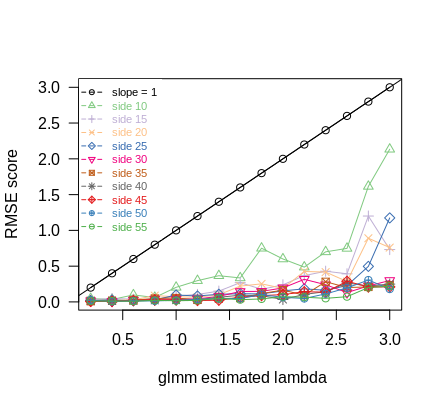 3.0
2.5
2.0
1.5
1.0
0.5
0.0
RMSE score
slope = 1
side 10
side 15
side 20
side 25
side 30
side 35
side 40
side 45
side 50
side 55
0.5 1.0 1.5 2.0 2.5 3.0
glmm estimated lambda